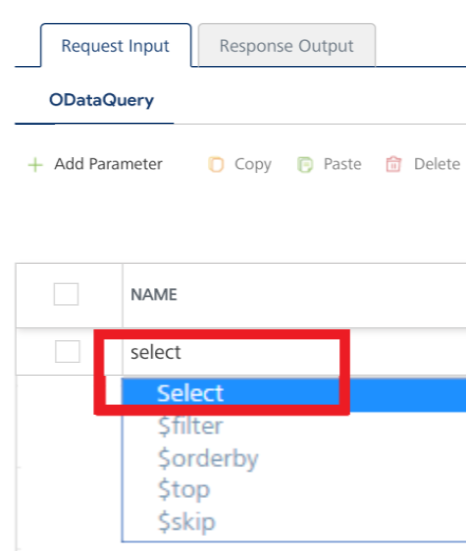 Request Input Response Output
ODataQuery
+ Add Parameter Copy Paste Delete
NAME
select
Select
$filter
$orderby
$top
$skip